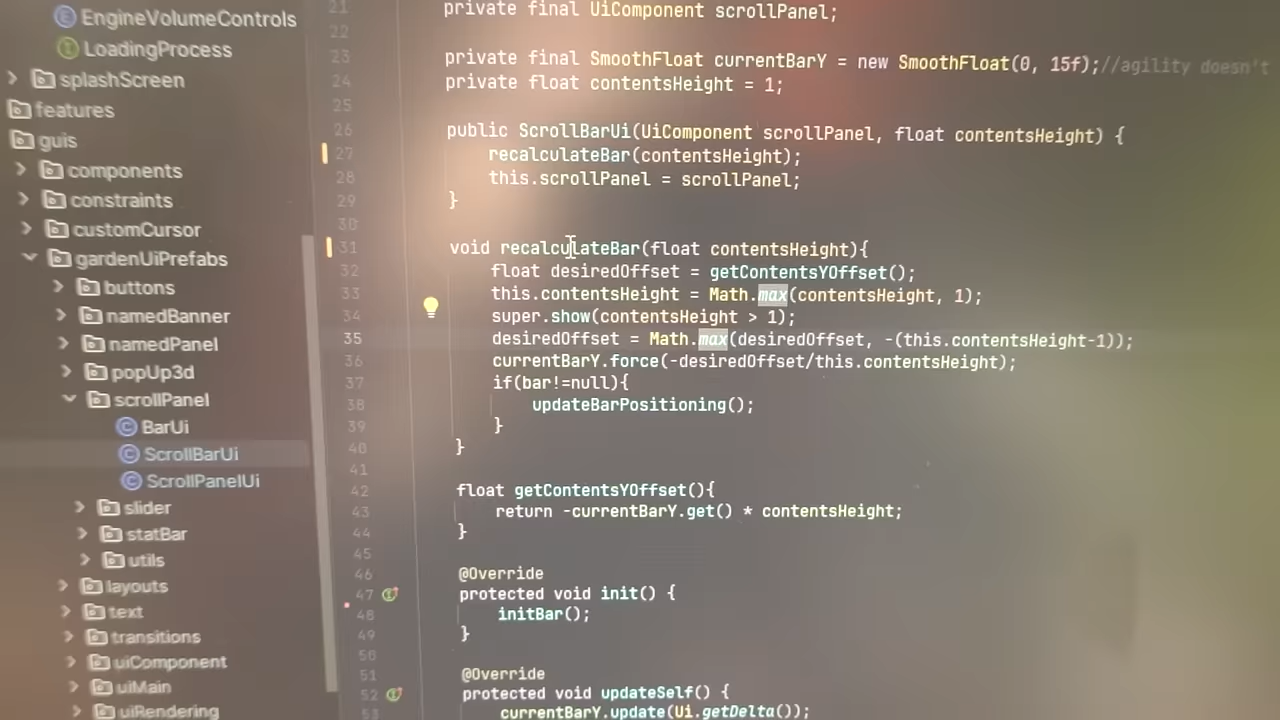 EngineVolumeControls
LoadingProcess
splashScreen
features
guis
components
constraints
customCursor
gardenUiPrefabs
buttons
namedBanner
namedPanel
popUp3d
scrollPanel
BarUi
ScrollBarUi
ScrollPanelUi
slider
statBar
utils
layouts
text
transitions
uiComponent
uiMain
uiRendering
21 private final UiComponent scrollPanel;
22
23 private final SmoothFloat currentBarY = new SmoothFloat(0, 15f);//agility doesn't
24 private float contentsHeight = 1;
25
26 public ScrollBarUi(UiComponent scrollPanel, float contentsHeight) {
27 recalculateBar(contentsHeight);
28 this.scrollPanel = scrollPanel;
29 }
30
31 void recalculateBar(float contentsHeight){
32 float desiredOffset = getContentsYOffset();
33 this.contentsHeight = Math.max(contentsHeight, 1);
34 super.show(contentsHeight > 1);
35 desiredOffset = Math.max(desiredOffset, -(this.contentsHeight-1));
36 currentBarY.force(-desiredOffset/this.contentsHeight);
37 if(bar!=null){
38 updateBarPositioning();
39 }
40 }
41
42 float getContentsYOffset(){
43 return -currentBarY.get() * contentsHeight;
44 }
45
46 @Override
47 protected void init() {
48 initBar();
49 }
50
51 @Override
52 protected void updateSelf() {
53 currentBarY.update(Ui.getDelta());